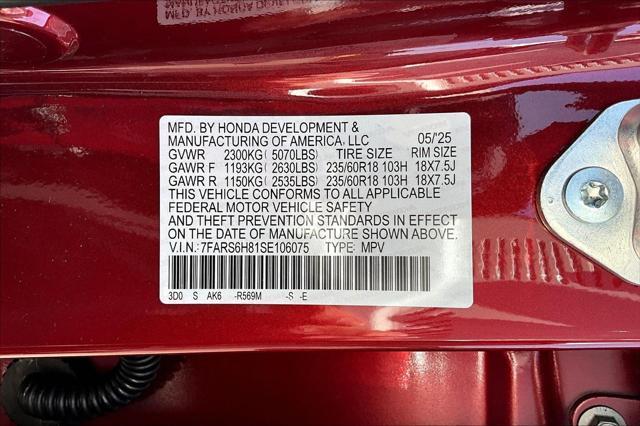 MFD. BY HONDA DEVELOPMENT &
MANUFACTURING OF AMERICA, LLC 05/'25
GVWR 2300KG (5070LBS) TIRE SIZE RIM SIZE
GAWR F 1193KG (2630LBS) 235/60R18 103H 18X7.5J
GAWR R 1150KG (2535LBS) 235/60R18 103H 18X7.5J
THIS VEHICLE CONFORMS TO ALL APPLICABLE
FEDERAL MOTOR VEHICLE SAFETY
AND THEFT PREVENTION STANDARDS IN EFFECT
ON THE DATE OF MANUFACTURE SHOWN ABOVE.
V.I.N.: 7FARS6H81SE106075 TYPE: MPV
3D0 S AK6 -R569M -S -E